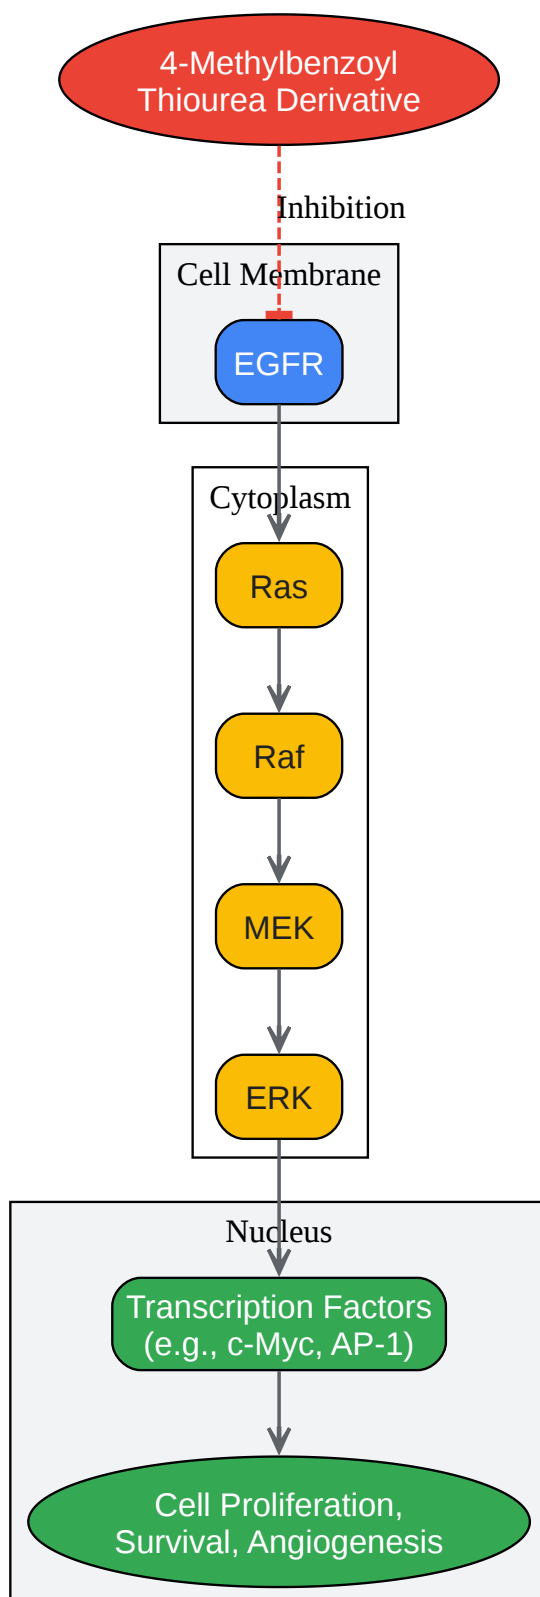 4-Methylbenzoyl
Thiourea Derivative
Inhibition
Cell Membrane
EGFR
Cytoplasm
Ras
Raf
MEK
ERK
Nucleus
Transcription Factors
(e.g., c-Myc, AP-1)
Cell Proliferation,
Survival, Angiogenesis